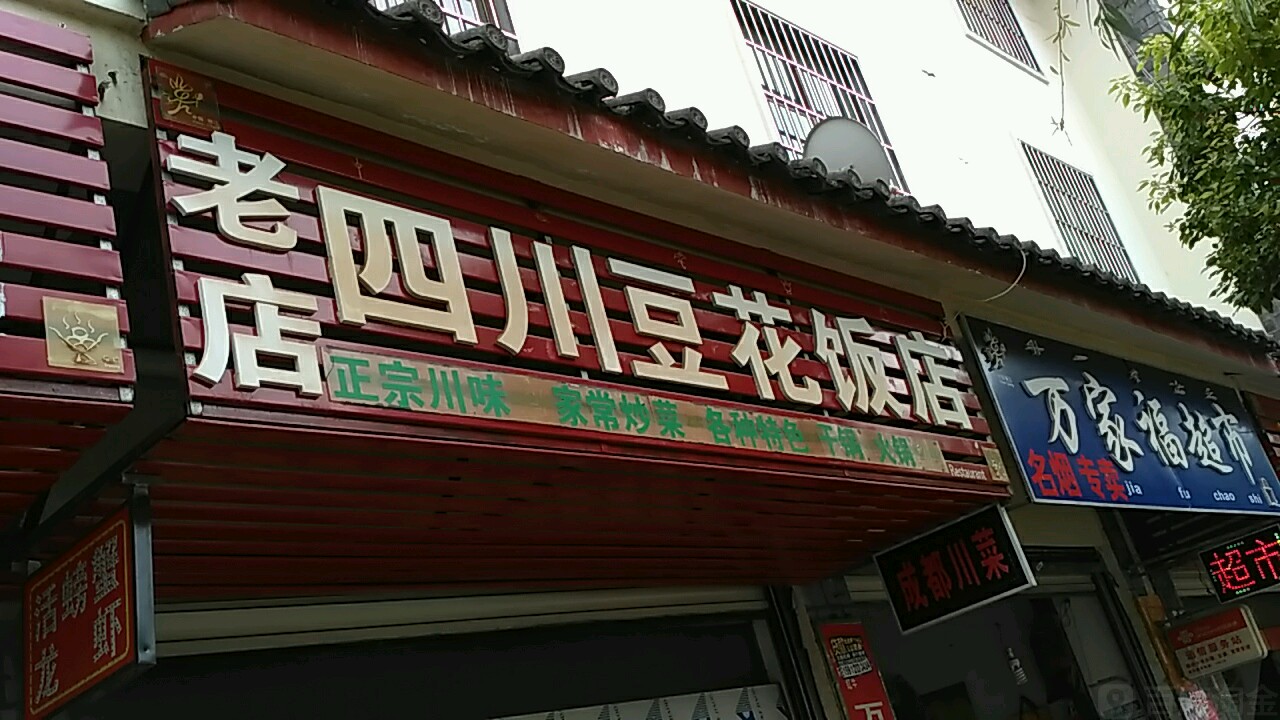 老店
四川豆花饭店
正宗川味 家常炒菜 各种特色 干锅 火锅
Restaurant
万家福超市
名烟专卖
jia fu chao shi
成都川菜
超市
螃蟹
活龙虾
万